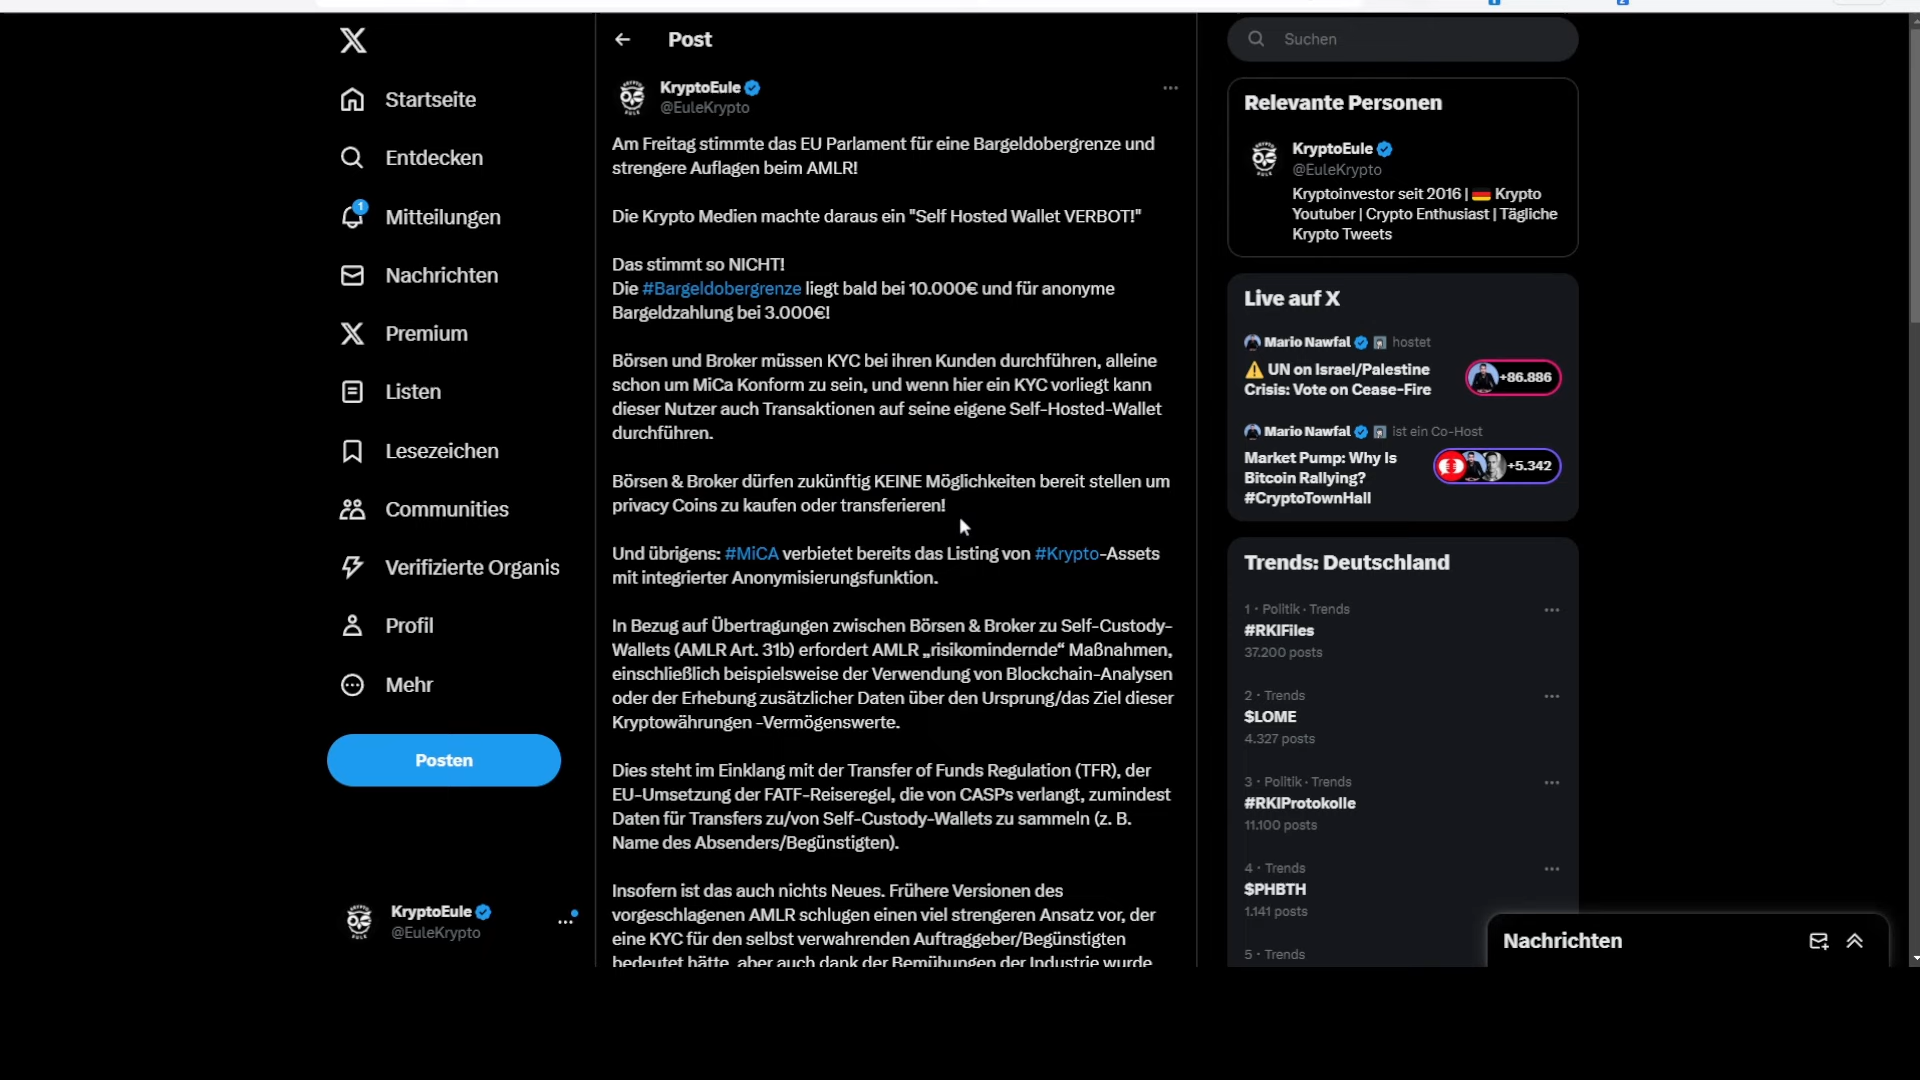 Startseite
Entdecken
1
Mitteilungen
Nachrichten
Premium
Listen
Lesezeichen
Communities
Verifizierte Organis
Profil
Mehr
Posten
KryptoEule
@EuleKrypto
Post
KryptoEule
@EuleKrypto
Am Freitag stimmte das EU Parlament für eine Bargeldobergrenze und
strengere Auflagen beim AMLR!
Die Krypto Medien machte daraus ein "Self Hosted Wallet VERBOT!"
Das stimmt so NICHT!
Die #Bargeldobergrenze liegt bald bei 10.000€ und für anonyme
Bargeldzahlung bei 3.000€!
Börsen und Broker müssen KYC bei ihren Kunden durchführen, alleine
schon um MiCa Konform zu sein, und wenn hier ein KYC vorliegt kann
dieser Nutzer auch Transaktionen auf seine eigene Self-Hosted-Wallet
durchführen.
Börsen & Broker dürfen zukünftig KEINE Möglichkeiten bereit stellen um
privacy Coins zu kaufen oder transferieren!
Und übrigens: #MiCA verbietet bereits das Listing von #Krypto-Assets
mit integrierter Anonymisierungsfunktion.
In Bezug auf Übertragungen zwischen Börsen & Broker zu Self-Custody-
Wallets (AMLR Art. 31b) erfordert AMLR „risikomindernde“ Maßnahmen,
einschließlich beispielsweise der Verwendung von Blockchain-Analysen
oder der Erhebung zusätzlicher Daten über den Ursprung/das Ziel dieser
Kryptowährungen -Vermögenswerte.
Dies steht im Einklang mit der Transfer of Funds Regulation (TFR), der
EU-Umsetzung der FATF-Reiseregel, die von CASPs verlangt, zumindest
Daten für Transfers zu/von Self-Custody-Wallets zu sammeln (z. B.
Name des Absenders/Begünstigten).
Insofern ist das auch nichts Neues. Frühere Versionen des
vorgeschlagenen AMLR schlugen einen viel strengeren Ansatz vor, der
eine KYC für den selbst verwahrenden Auftraggeber/Begünstigten
bedeutet hätte, aber auch dank der Bemühungen der Industrie wurde
Suchen
Relevante Personen
KryptoEule
@EuleKrypto
Kryptoinvestor seit 2016 | 🇩🇪 Krypto
Youtuber | Crypto Enthusiast | Tägliche
Krypto Tweets
Live auf X
Mario Nawfal hostet
⚠️ UN on Israel/Palestine
Crisis: Vote on Cease-Fire
+86.886
Mario Nawfal ist ein Co-Host
Market Pump: Why Is
Bitcoin Rallying?
#CryptoTownHall
+5.342
Trends: Deutschland
1 · Politik · Trends
#RKIFiles
37.200 posts
2 · Trends
$LOME
4.327 posts
3 · Politik · Trends
#RKIProtokolle
11.100 posts
4 · Trends
$PHBTH
1.141 posts
5 · Trends
Nachrichten